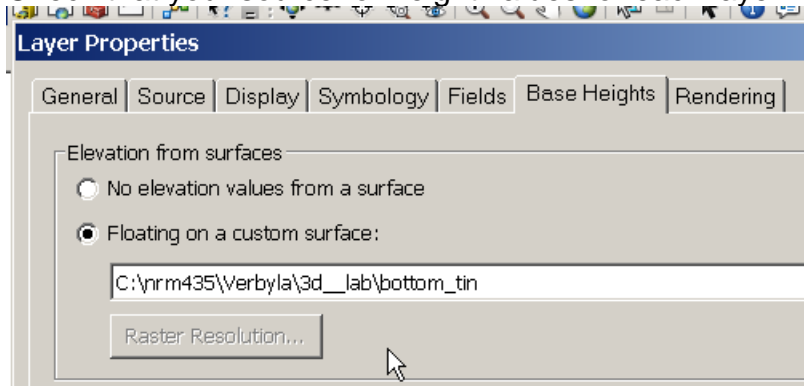 Layer Properties
General Source Display Symbology Fields Base Heights Rendering
Elevation from surfaces
No elevation values from a surface
Floating on a custom surface:
C:\nrm435\Verbyla\3d__lab\bottom_tin
Raster Resolution...